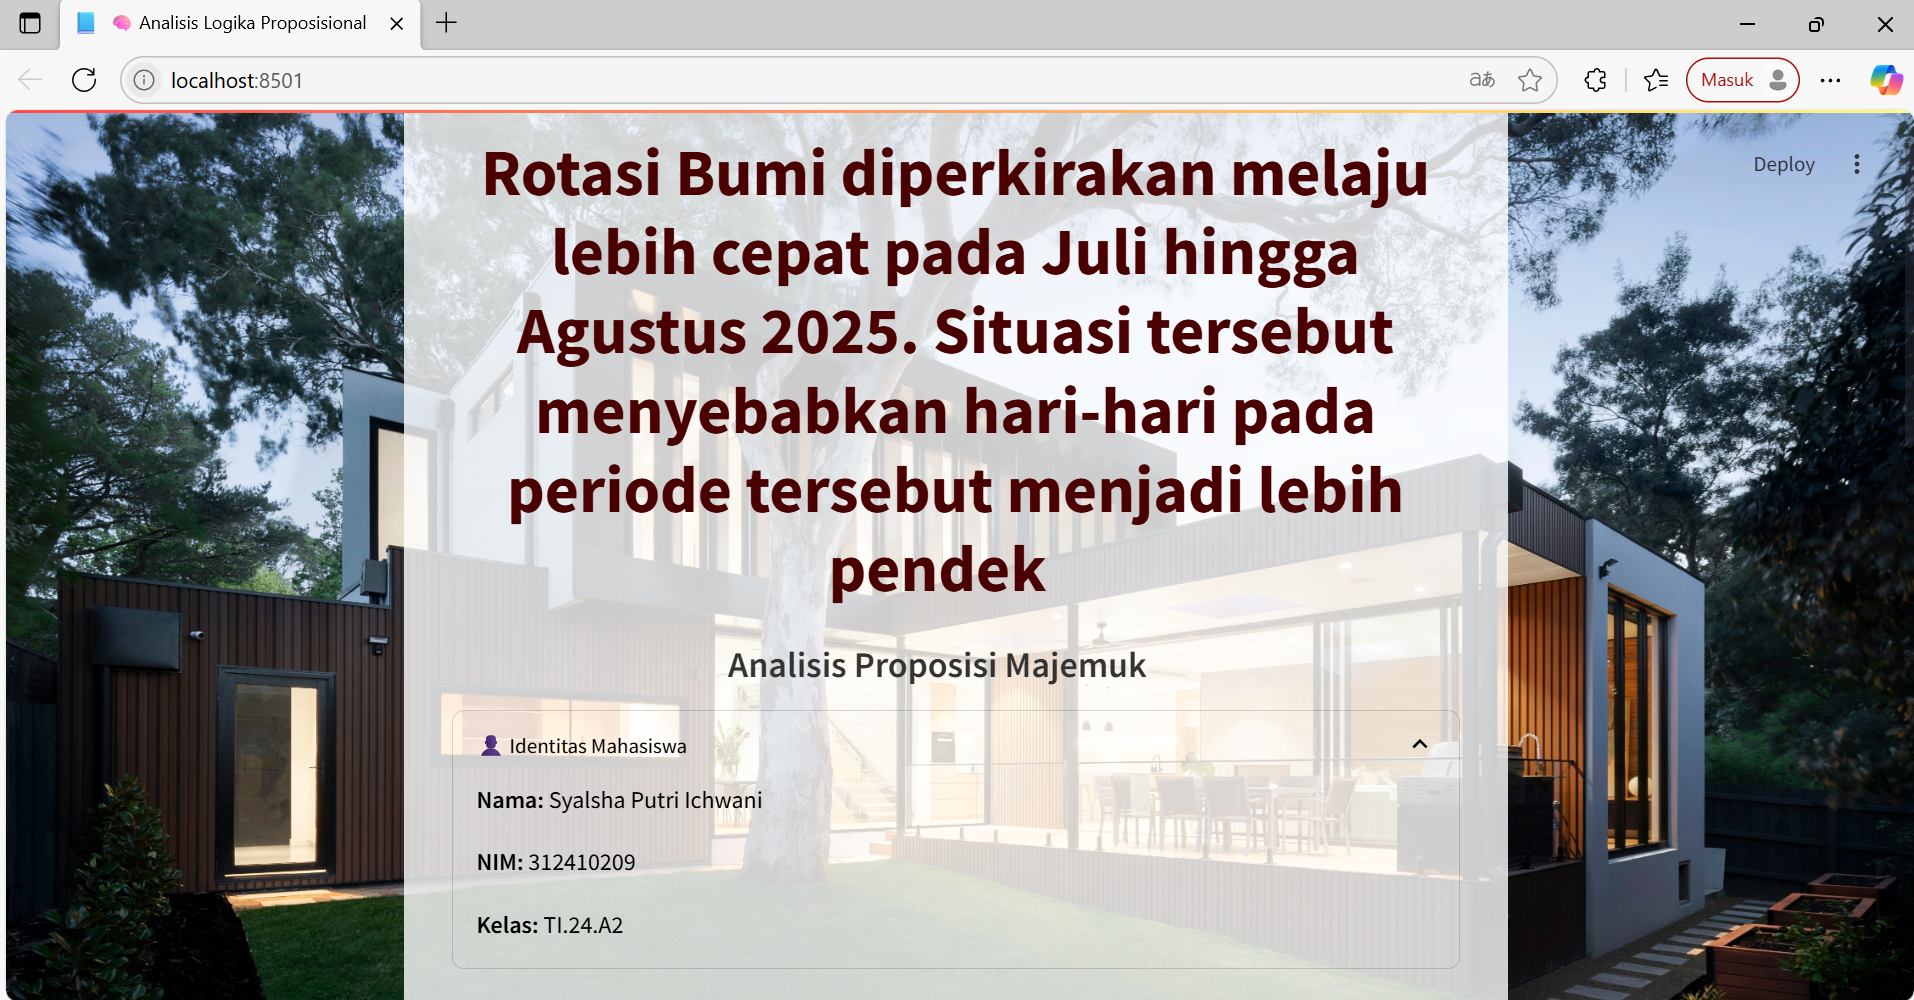 Analisis Logika Proposisional
localhost:8501
aあ
Masuk
Deploy
Rotasi Bumi diperkirakan melaju
lebih cepat pada Juli hingga
Agustus 2025. Situasi tersebut
menyebabkan hari-hari pada
periode tersebut menjadi lebih
pendek
Analisis Proposisi Majemuk
Identitas Mahasiswa
Nama: Syalsha Putri Ichwani
NIM: 312410209
Kelas: TI.24.A2